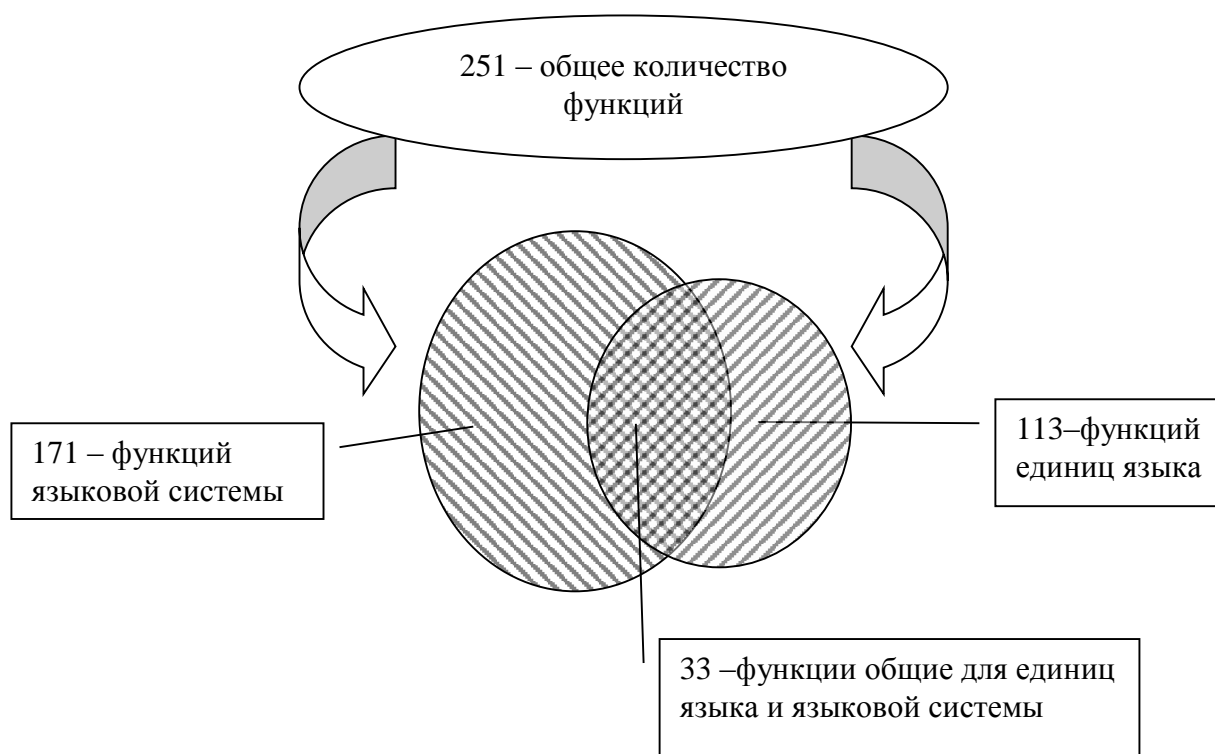 251 – общее количество
функций
171 – функций
языковой системы
113–функций
единиц языка
33 –функции общие для единиц
языка и языковой системы